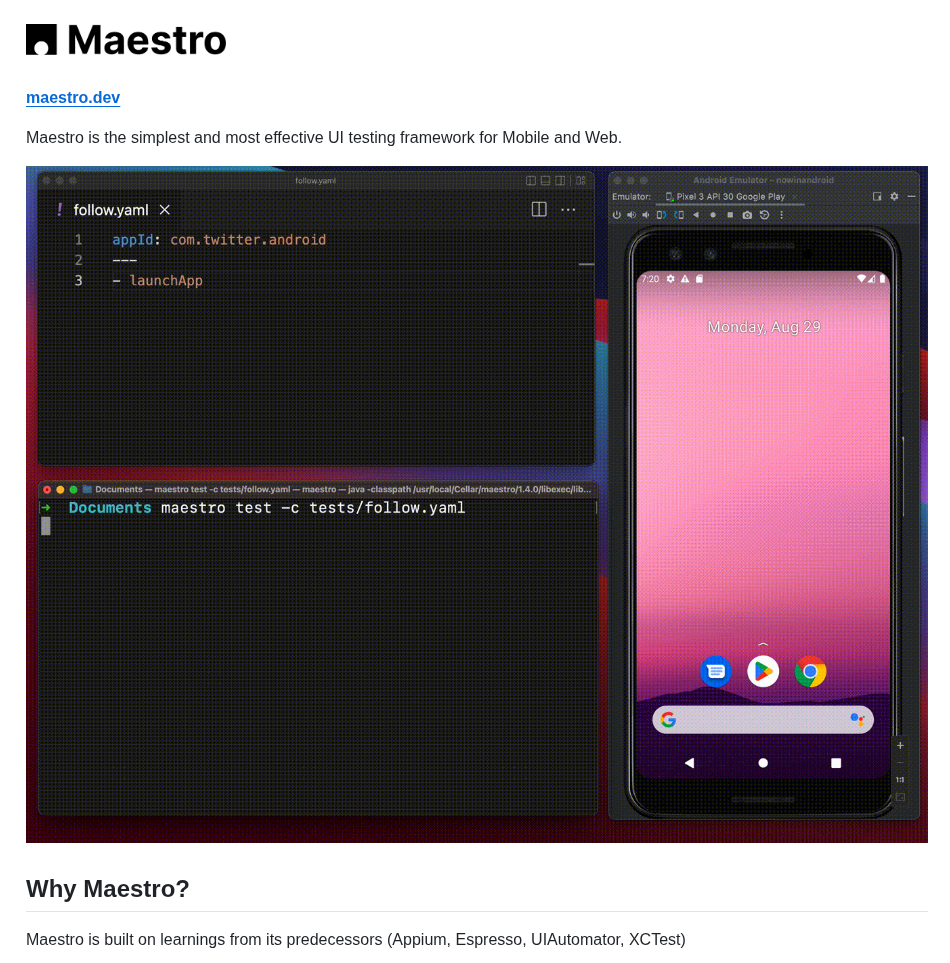 Maestro
maestro.dev
Maestro is the simplest and most effective UI testing framework for Mobile and Web.
follow.yaml
! follow.yaml ×
1 appId: com.twitter.android
2 ---
3 - launchApp
Documents — maestro test -c tests/follow.yaml — maestro — java -classpath /usr/local/Cellar/maestro/1.4.0/libexec/lib...
➜ Documents maestro test -c tests/follow.yaml
Android Emulator - nowinandroid
Emulator: Pixel 3 API 30 Google Play ×
7:20
Monday, Aug 29
1:1
Why Maestro?
Maestro is built on learnings from its predecessors (Appium, Espresso, UIAutomator, XCTest)